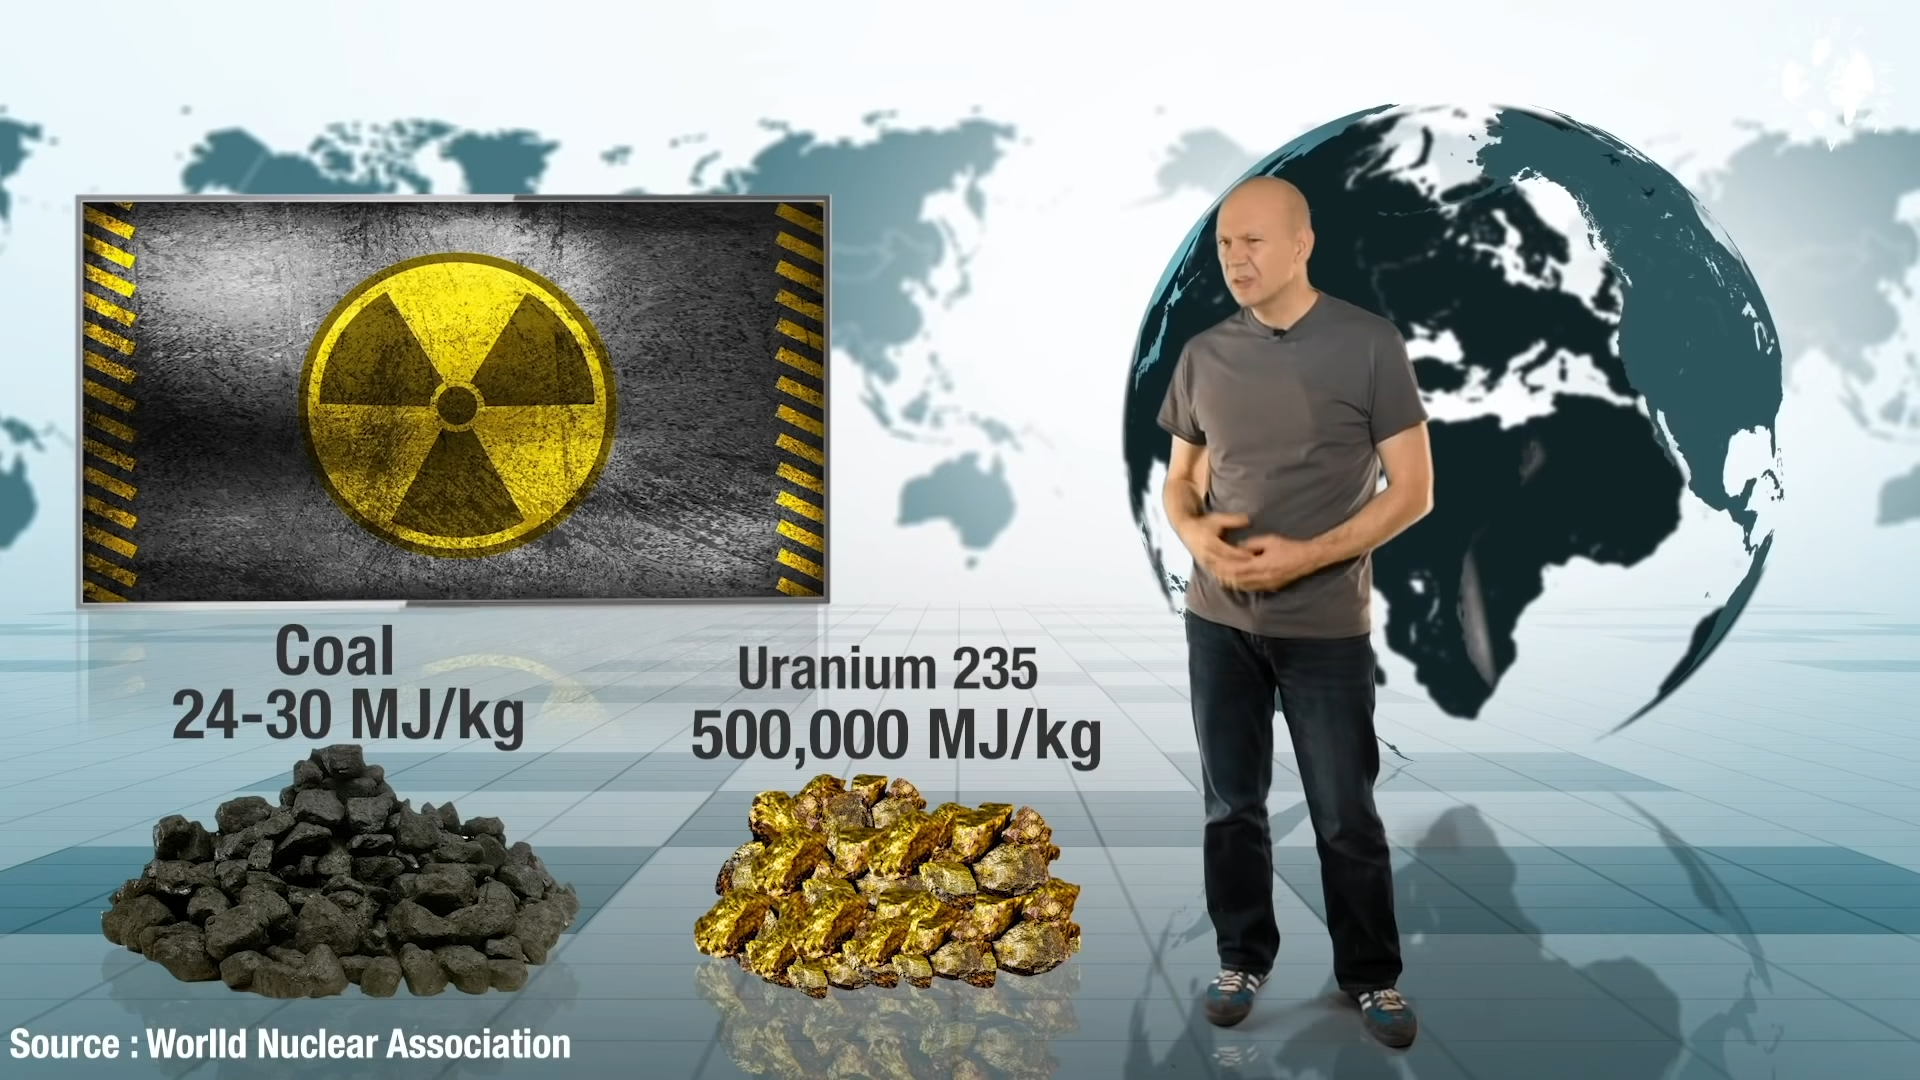 Coal
24-30 MJ/kg
Uranium 235
500,000 MJ/kg
Source : Worlld Nuclear Association